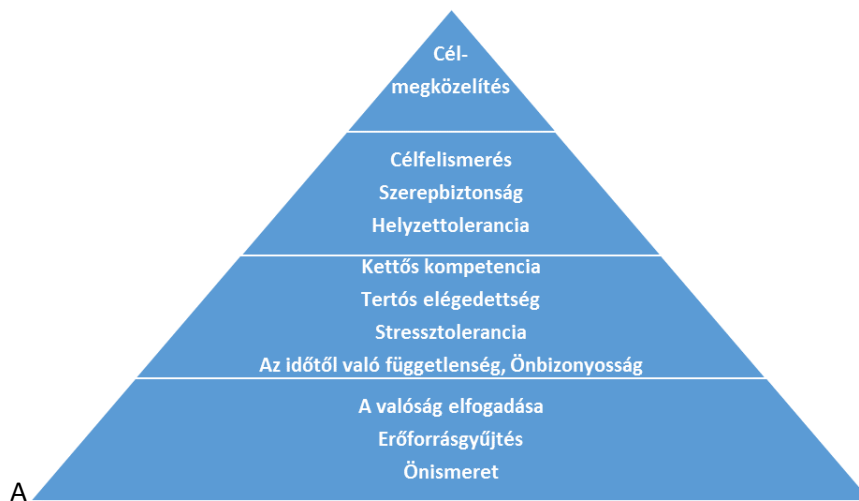 Cél-
megközelítés
Célfelismerés
Szerepbiztonság
Helyzettolerancia
Kettős kompetencia
Tertós elégedettség
Stressztolerancia
Az időtől való függetlenség, Önbizonyosság
A valóság elfogadása
Erőforrásgyűjtés
Önismeret
A